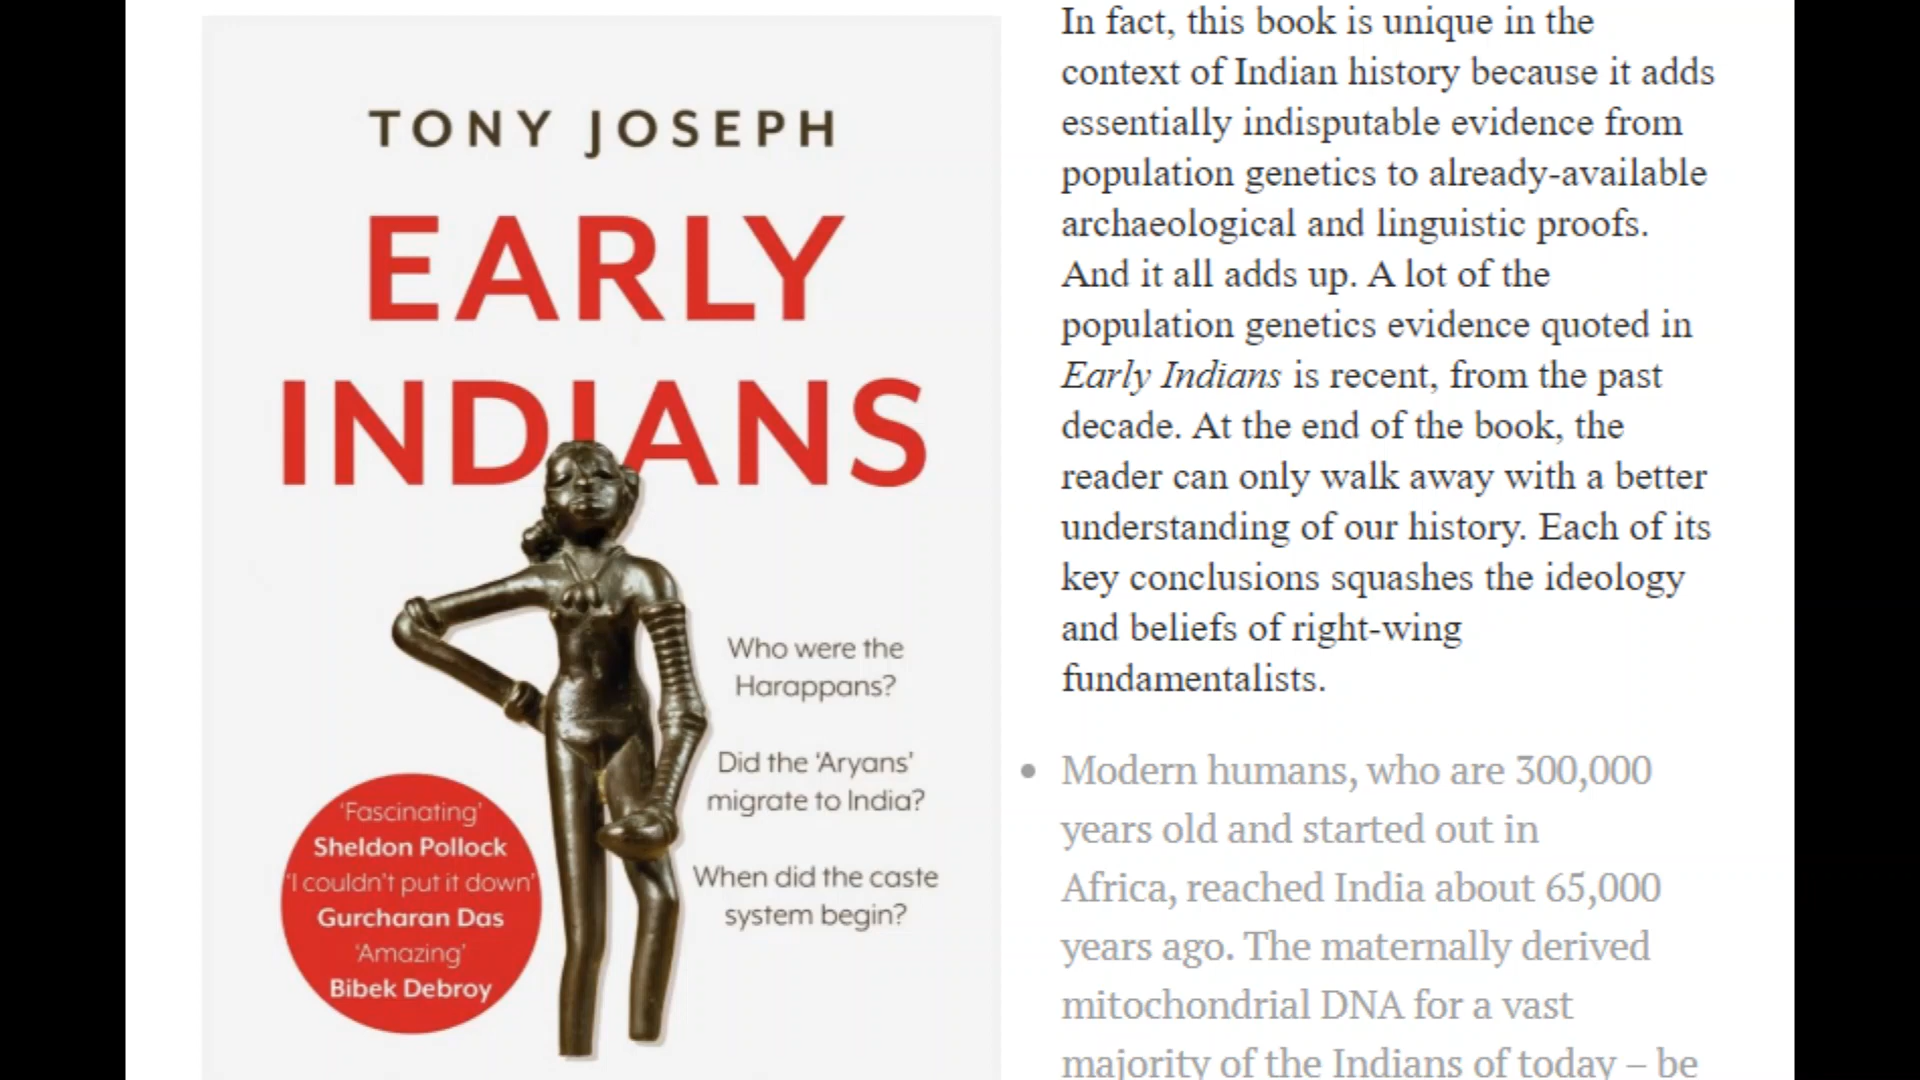 TONY JOSEPH
EARLY
INDIANS
Who were the
Harappans?
Did the ‘Aryans’
migrate to India?
When did the caste
system begin?
‘Fascinating’
Sheldon Pollock
‘I couldn’t put it down’
Gurcharan Das
‘Amazing’
Bibek Debroy
In fact, this book is unique in the
context of Indian history because it adds
essentially indisputable evidence from
population genetics to already-available
archaeological and linguistic proofs.
And it all adds up. A lot of the
population genetics evidence quoted in
Early Indians is recent, from the past
decade. At the end of the book, the
reader can only walk away with a better
understanding of our history. Each of its
key conclusions squashes the ideology
and beliefs of right-wing
fundamentalists.
• Modern humans, who are 300,000
years old and started out in
Africa, reached India about 65,000
years ago. The maternally derived
mitochondrial DNA for a vast
majority of the Indians of today – be